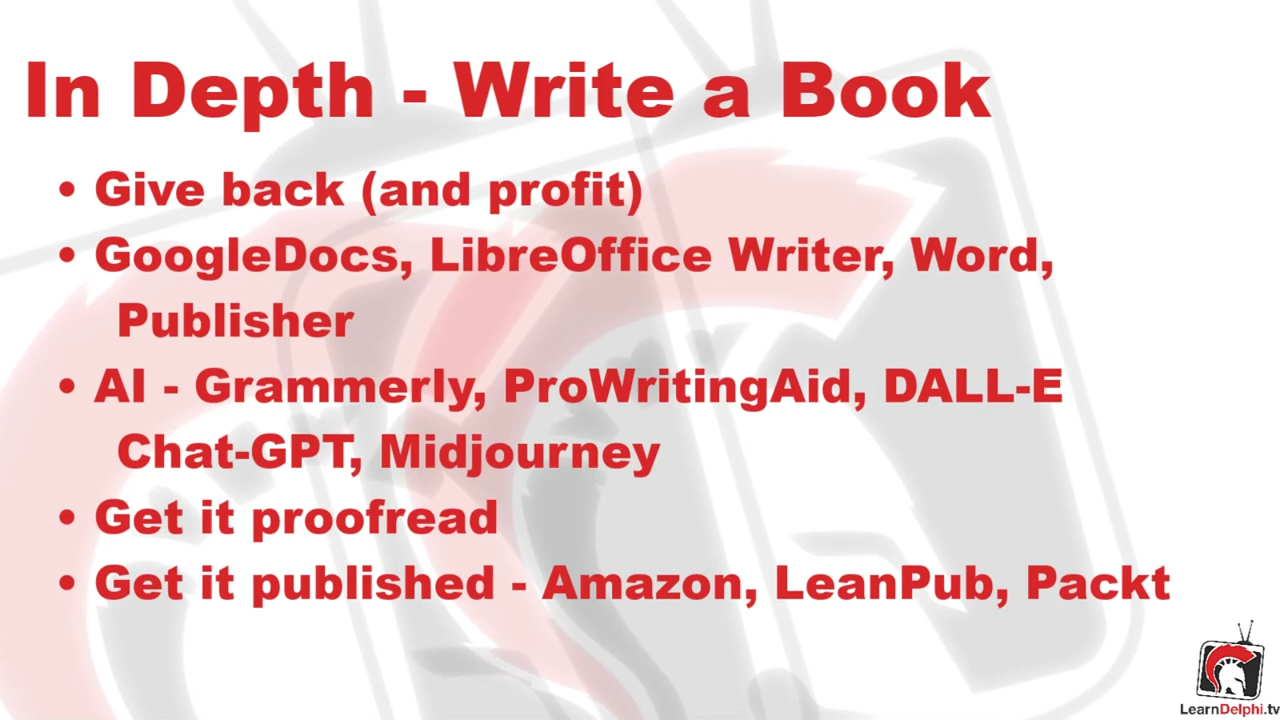 In Depth - Write a Book
• Give back (and profit)
• GoogleDocs, LibreOffice Writer, Word,
Publisher
• AI - Grammerly, ProWritingAid, DALL-E
Chat-GPT, Midjourney
• Get it proofread
• Get it published - Amazon, LeanPub, Packt
LearnDelphi.tv